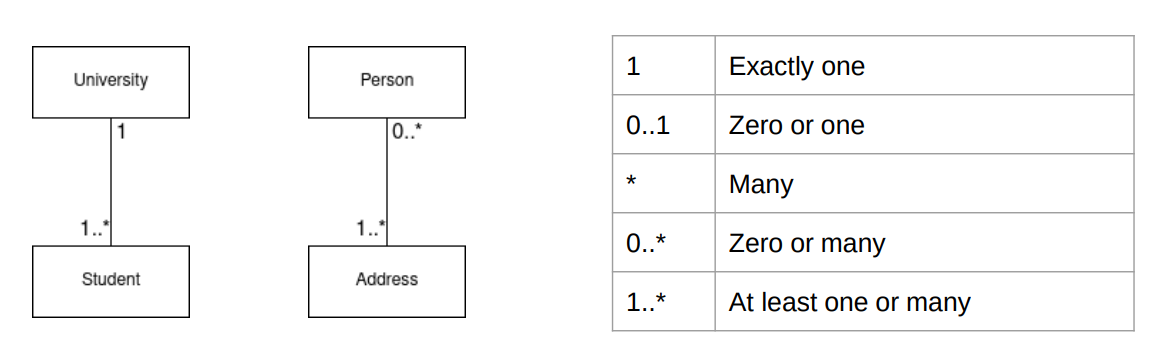 University
1
1..*
Student
Person
0..*
1..*
Address
1 Exactly one
0..1 Zero or one
* Many
0..* Zero or many
1..* At least one or many